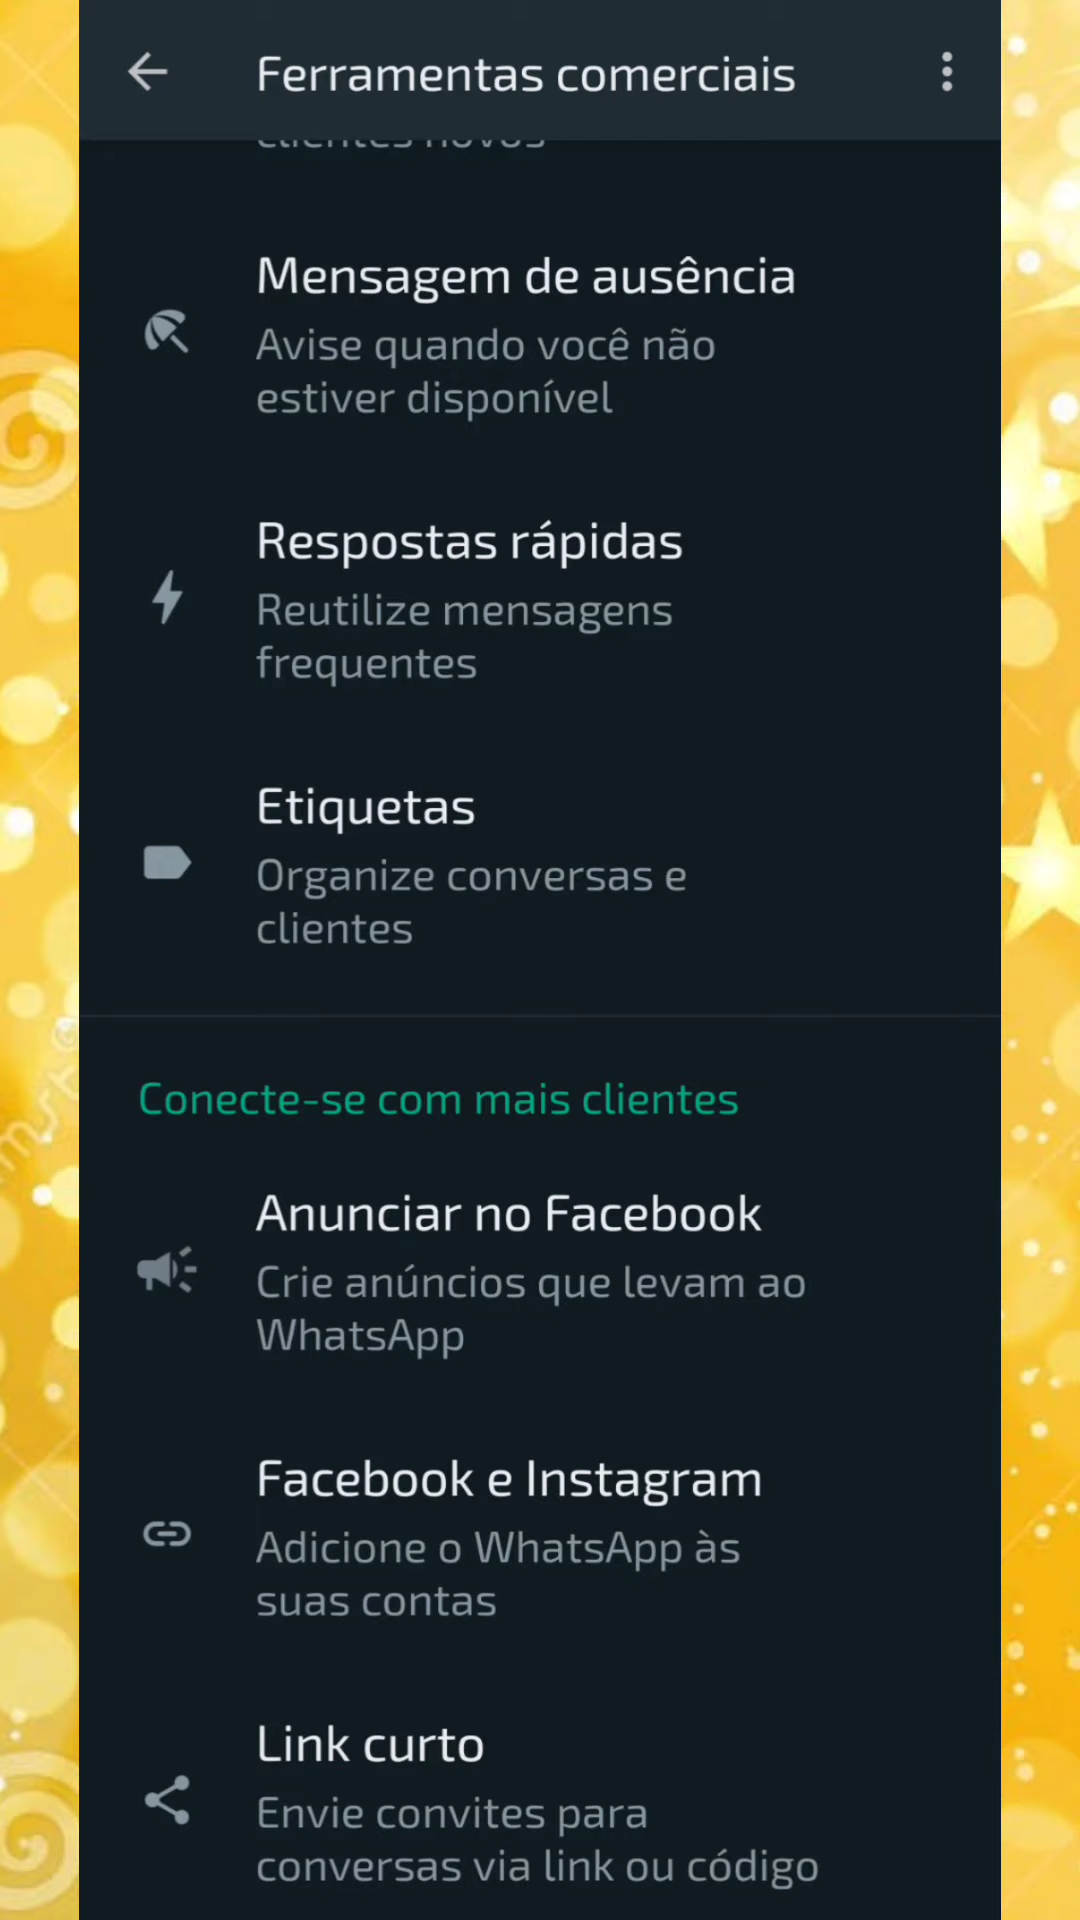 Ferramentas comerciais
clientes novos
Mensagem de ausência
Avise quando você não
estiver disponível
Respostas rápidas
Reutilize mensagens
frequentes
Etiquetas
Organize conversas e
clientes
Conecte-se com mais clientes
Anunciar no Facebook
Crie anúncios que levam ao
WhatsApp
Facebook e Instagram
Adicione o WhatsApp às
suas contas
Link curto
Envie convites para
conversas via link ou código